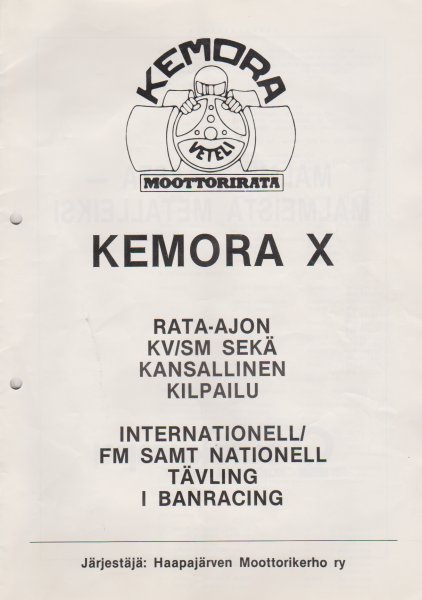 KEMORA
VETELI
MOOTTORIRATA
KEMORA X
RATA-AJON
KV/SM SEKÄ
KANSALLINEN
KILPAILU
INTERNATIONELL/
FM SAMT NATIONELL
TÄVLING
I BANRACING
Järjestäjä: Haapajärven Moottorikerho ry